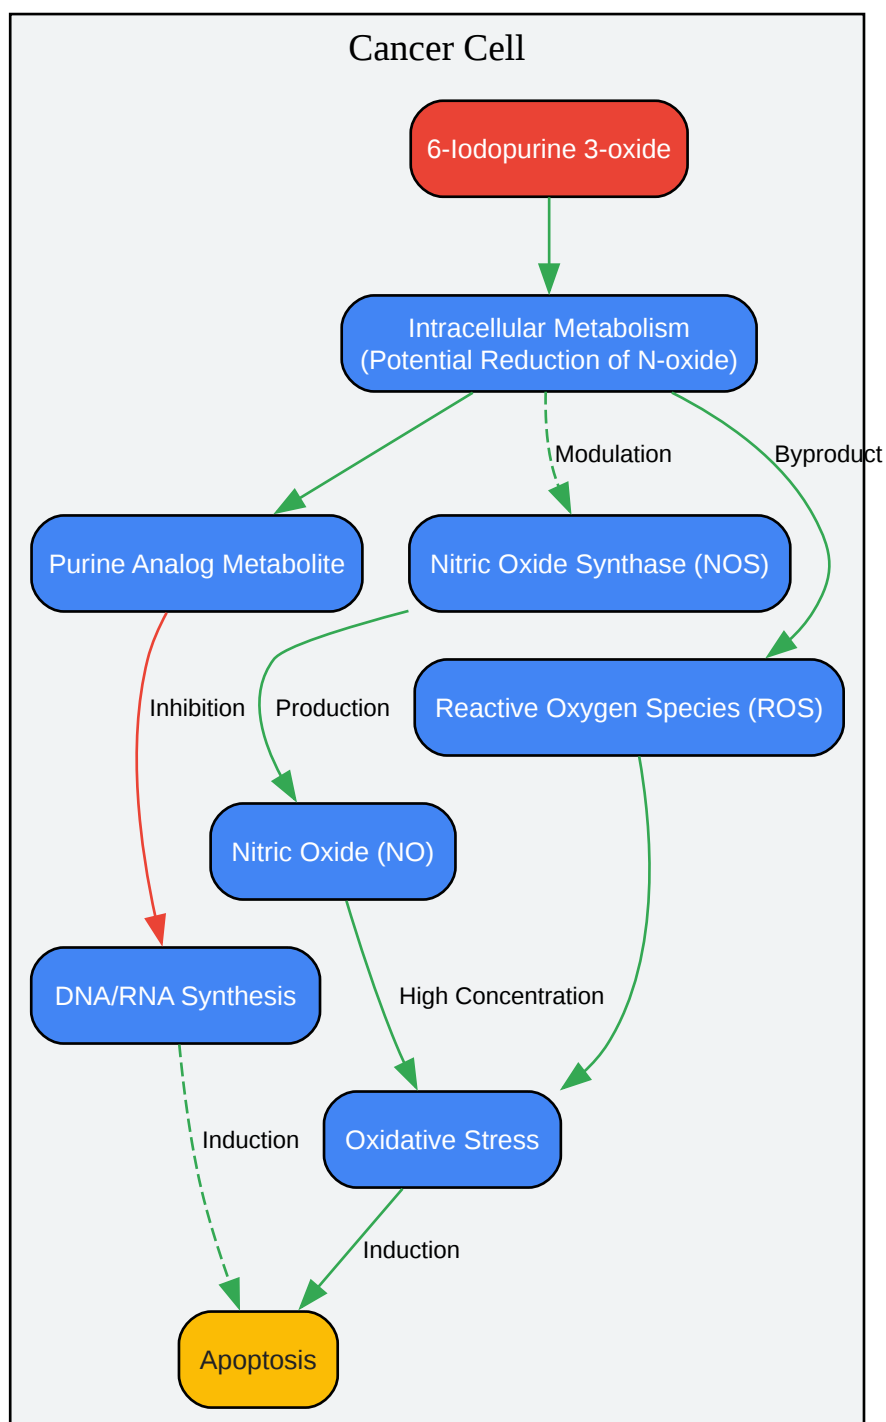 Cancer Cell
6-Iodopurine 3-oxide
Intracellular Metabolism
(Potential Reduction of N-oxide)
Modulation
Byproduct
Purine Analog Metabolite
Nitric Oxide Synthase (NOS)
Inhibition
Production
Reactive Oxygen Species (ROS)
Nitric Oxide (NO)
DNA/RNA Synthesis
High Concentration
Induction
Oxidative Stress
Induction
Apoptosis